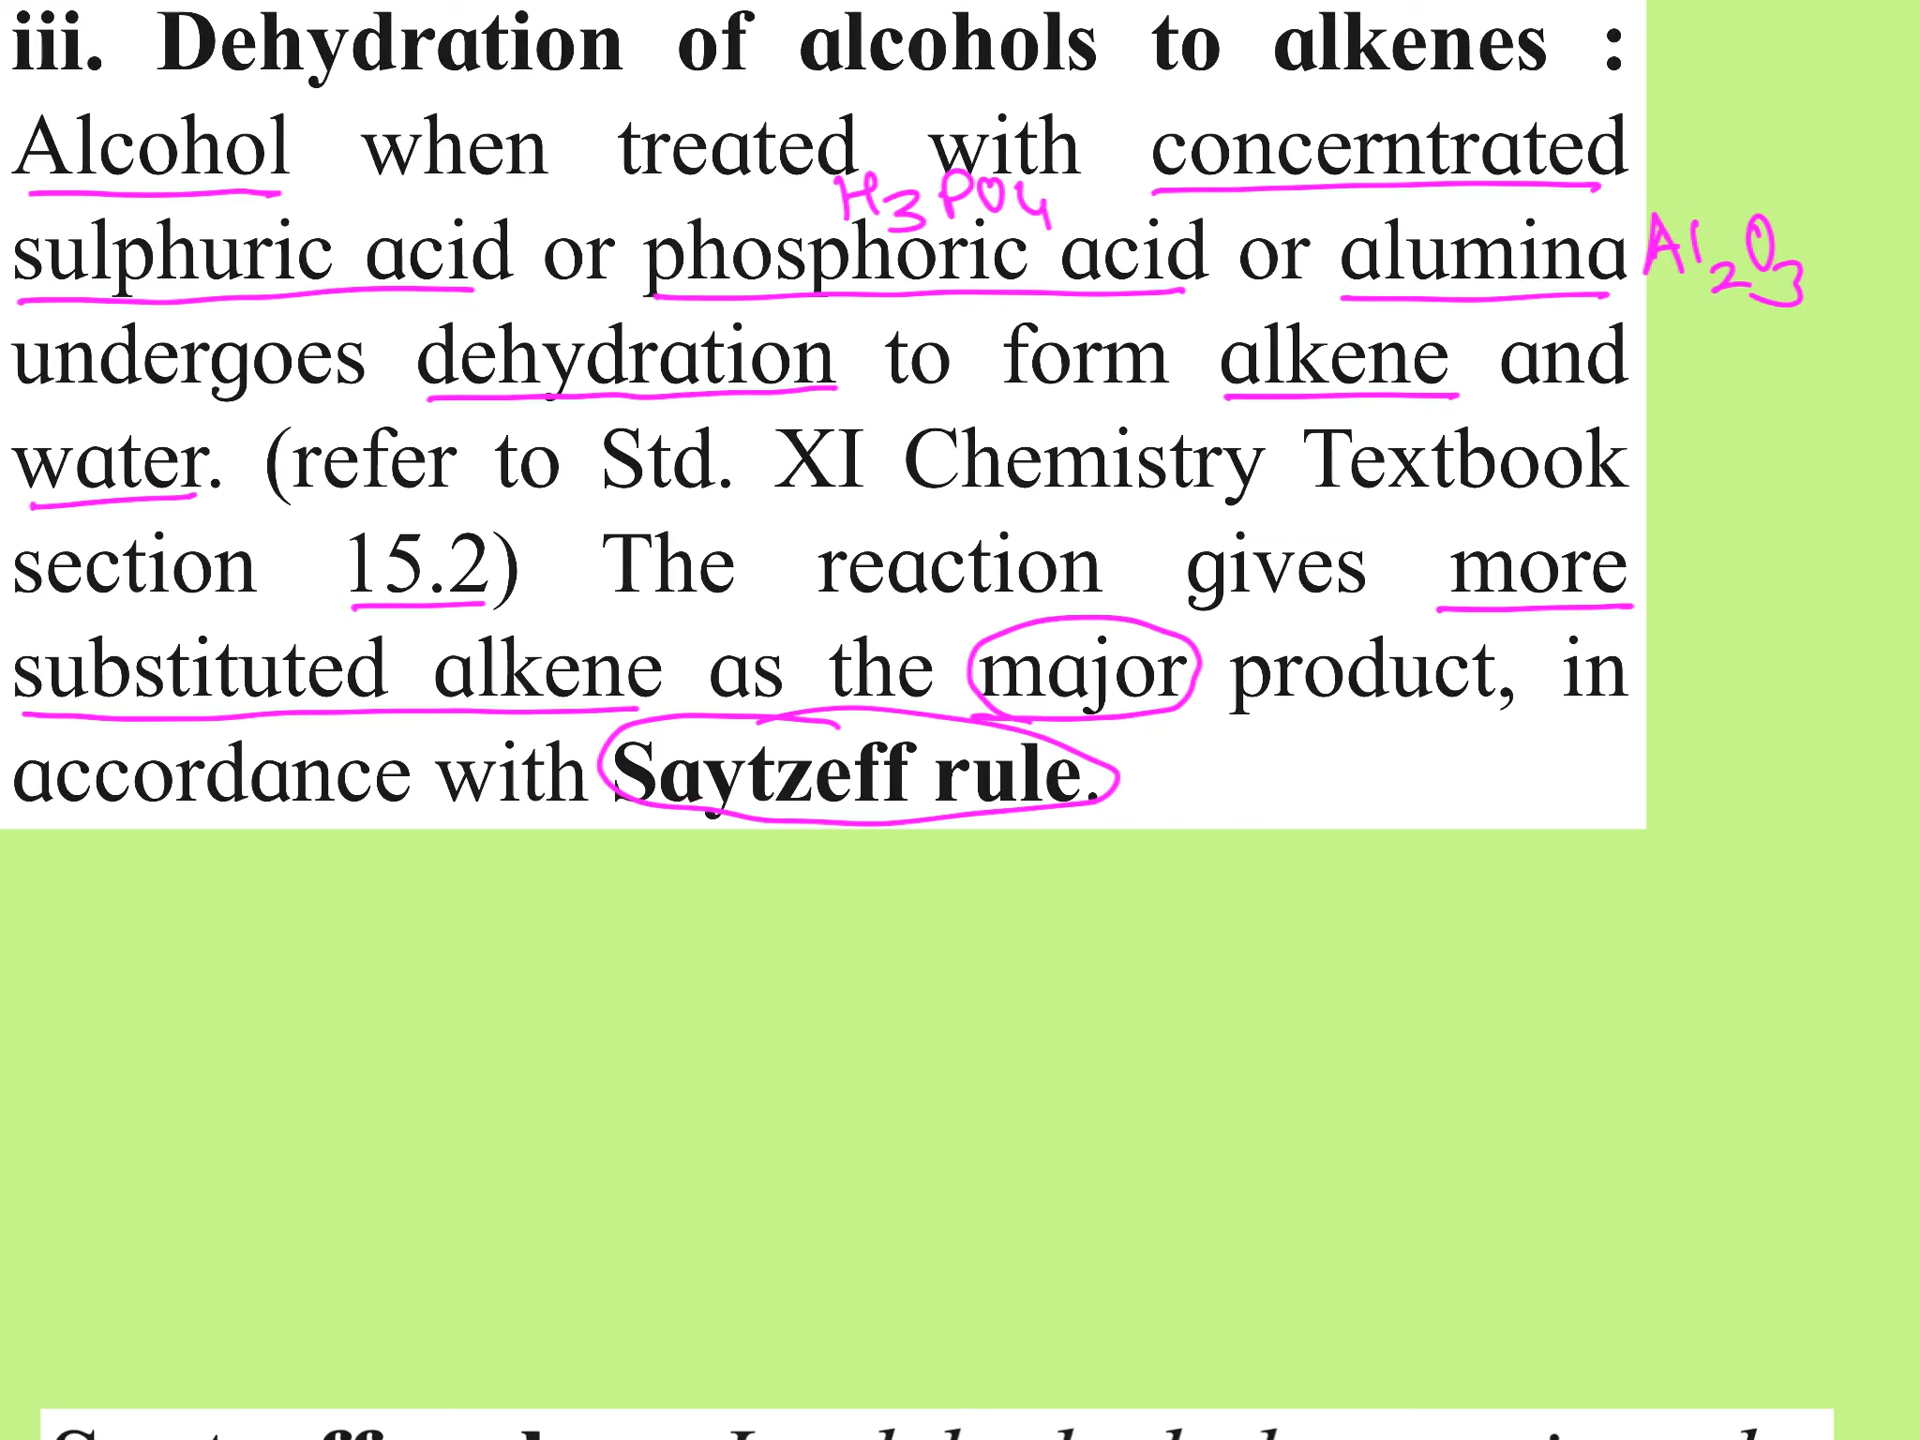 iii. Dehydration of alcohols to alkenes :
Alcohol when treated with concerntrated
H3PO4
sulphuric acid or phosphoric acid or alumina Al2O3
undergoes dehydration to form alkene and
water. (refer to Std. XI Chemistry Textbook
section 15.2) The reaction gives more
substituted alkene as the major product, in
accordance with Saytzeff rule.